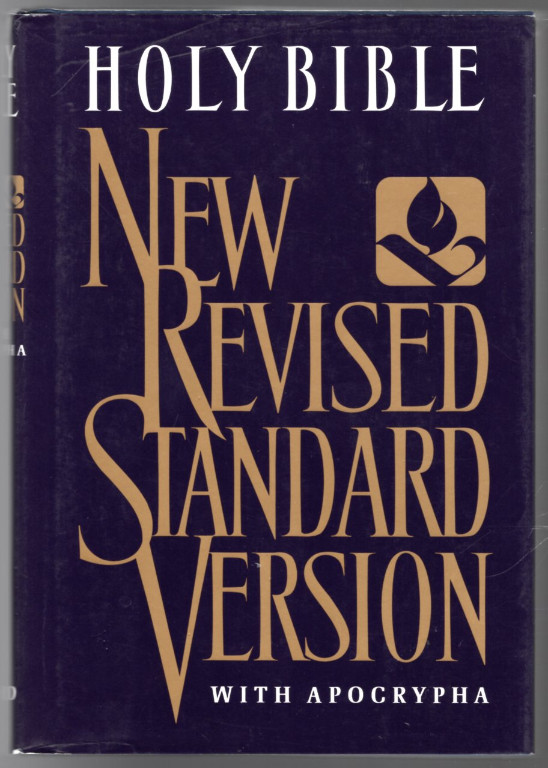 HOLY BIBLE
NEW
REVISED
STANDARD
VERSION
WITH APOCRYPHA